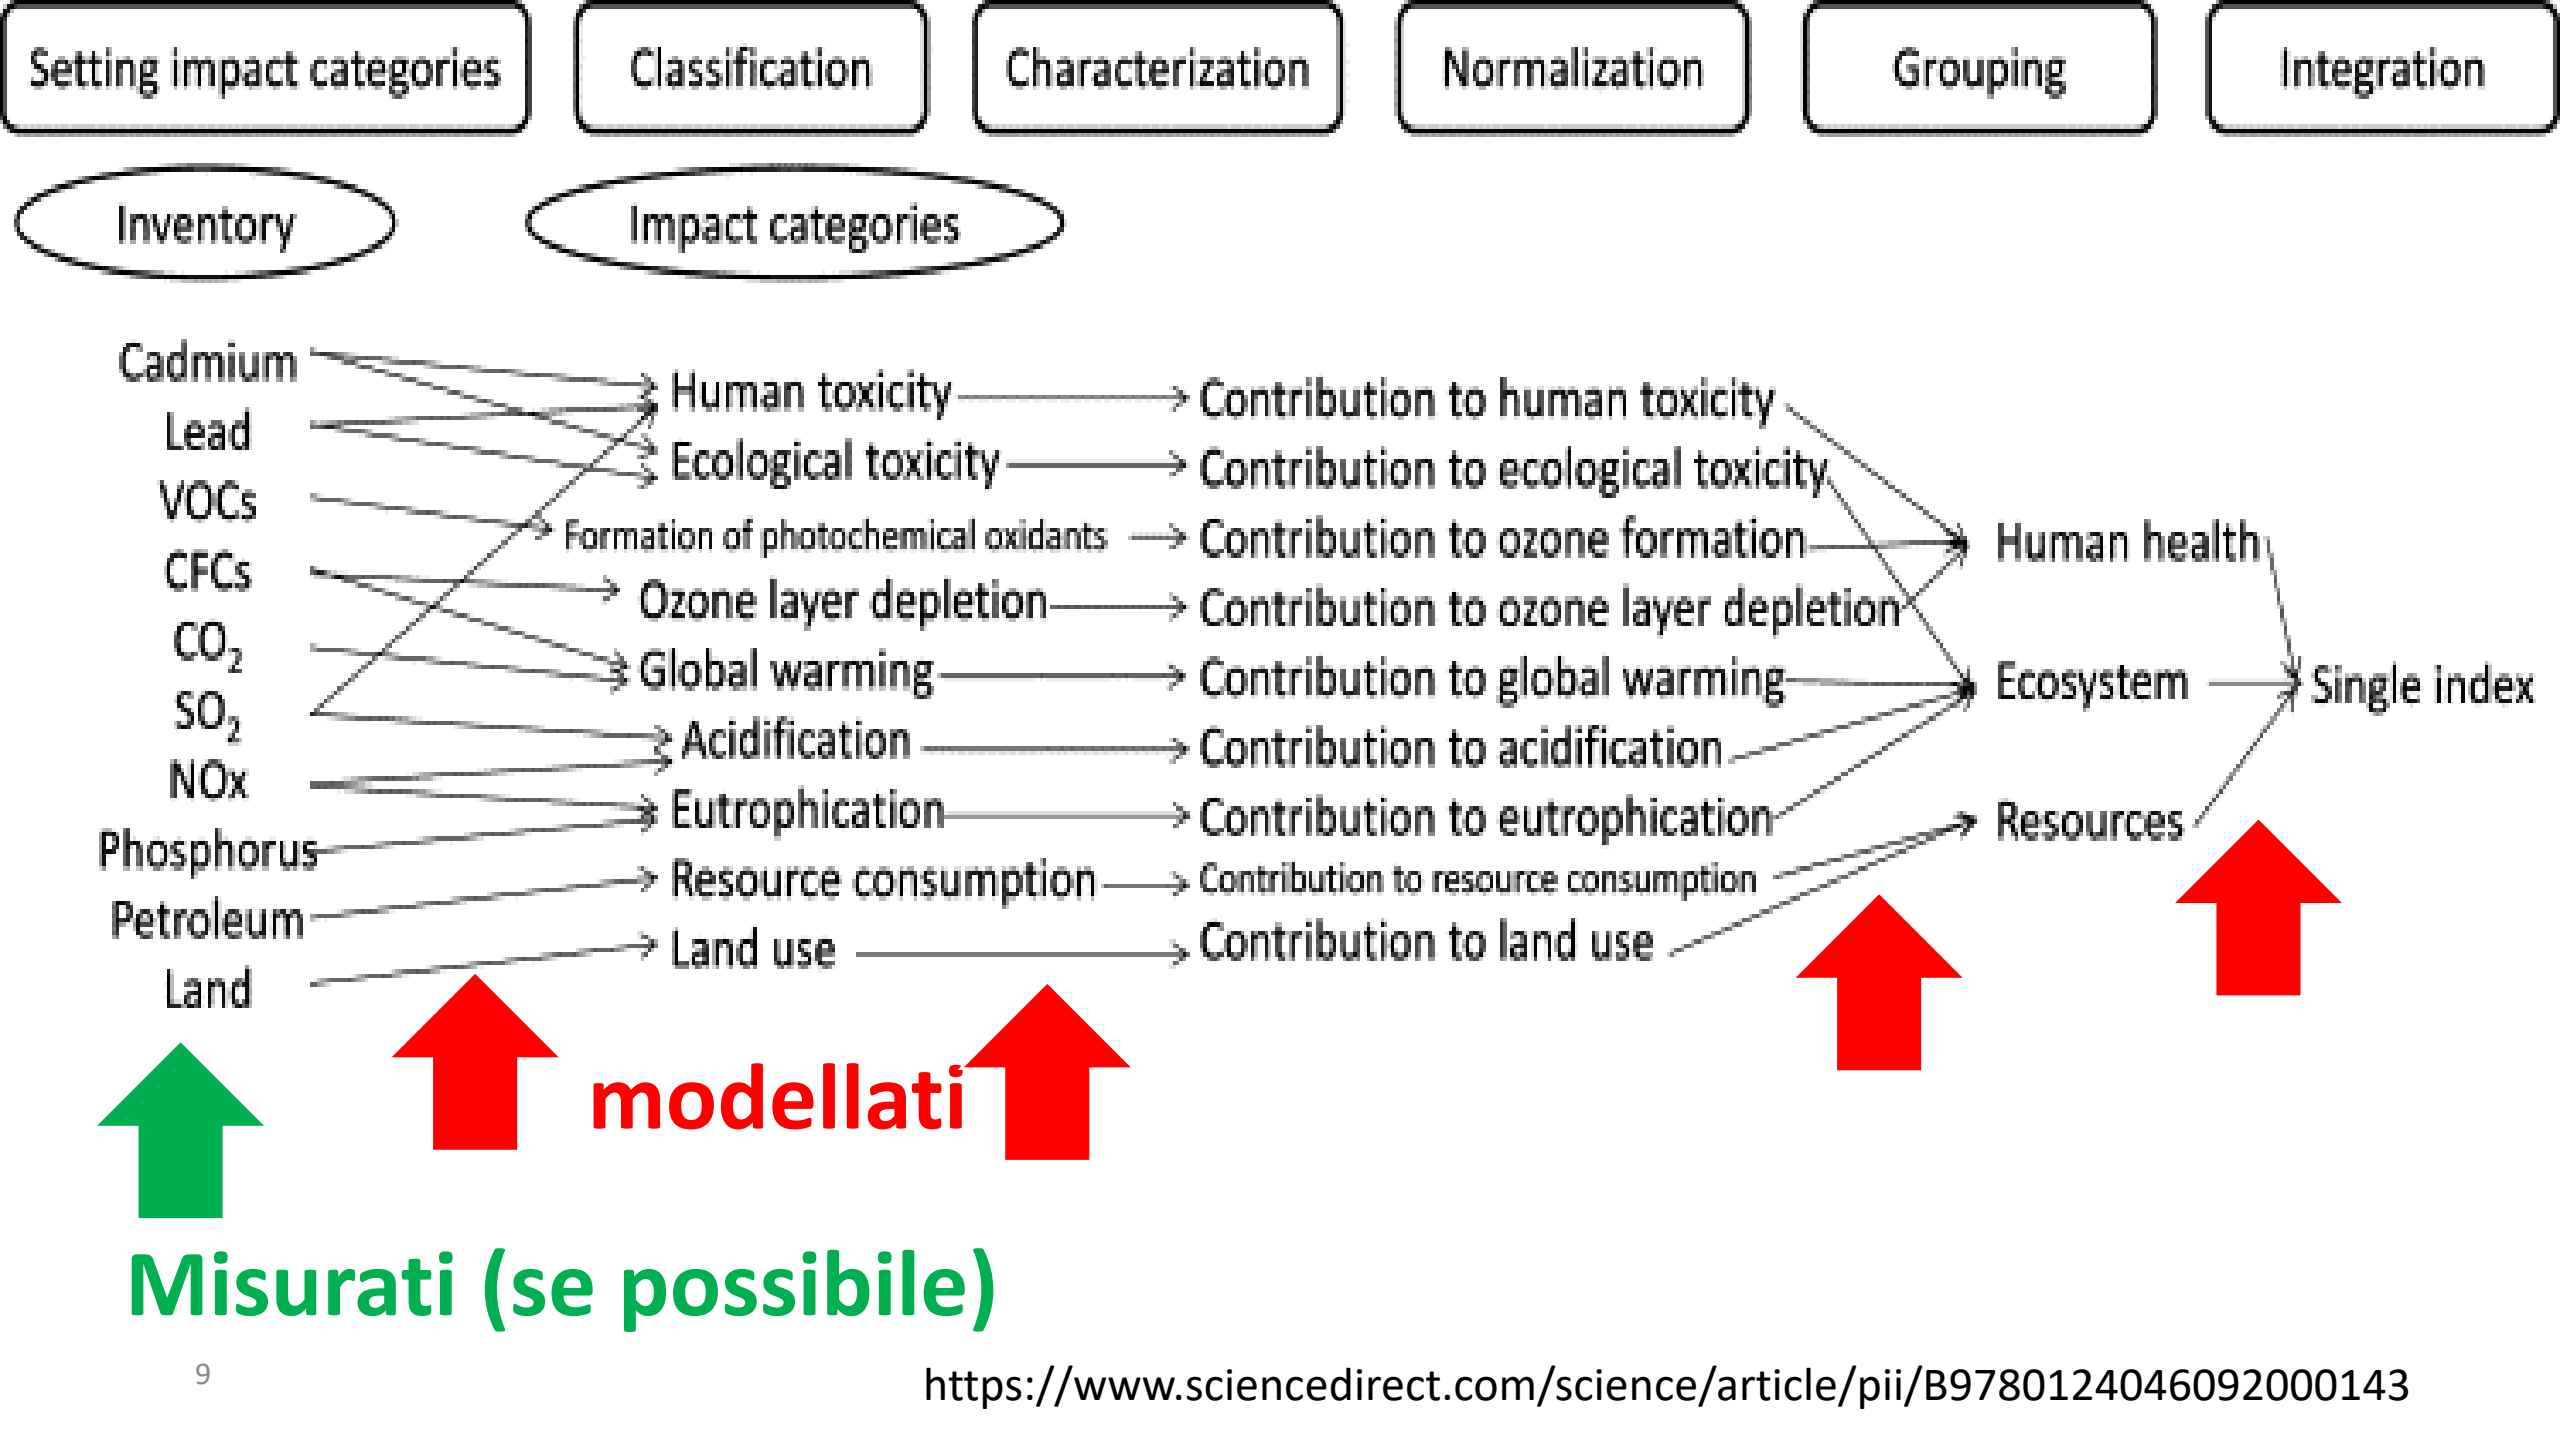 Setting impact categories
Classification
Characterization
Normalization
Grouping
Integration
Inventory
Impact categories
Cadmium
Lead
VOCs
CFCs
CO₂
SO₂
NOx
Phosphorus
Petroleum
Land
Human toxicity
Ecological toxicity
Formation of photochemical oxidants
Ozone layer depletion
Global warming
Acidification
Eutrophication
Resource consumption
Land use
Contribution to human toxicity
Contribution to ecological toxicity
Contribution to ozone formation
Contribution to ozone layer depletion
Contribution to global warming
Contribution to acidification
Contribution to eutrophication
Contribution to resource consumption
Contribution to land use
Human health
Ecosystem
Resources
Single index
modellati
Misurati (se possibile)
9
https://www.sciencedirect.com/science/article/pii/B9780124046092000143